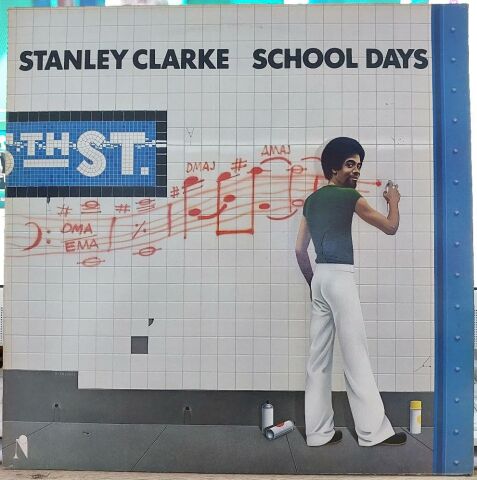 STANLEY CLARKE SCHOOL DAYS
TH ST.
DMAJ
AMAJ
DMA
EMA